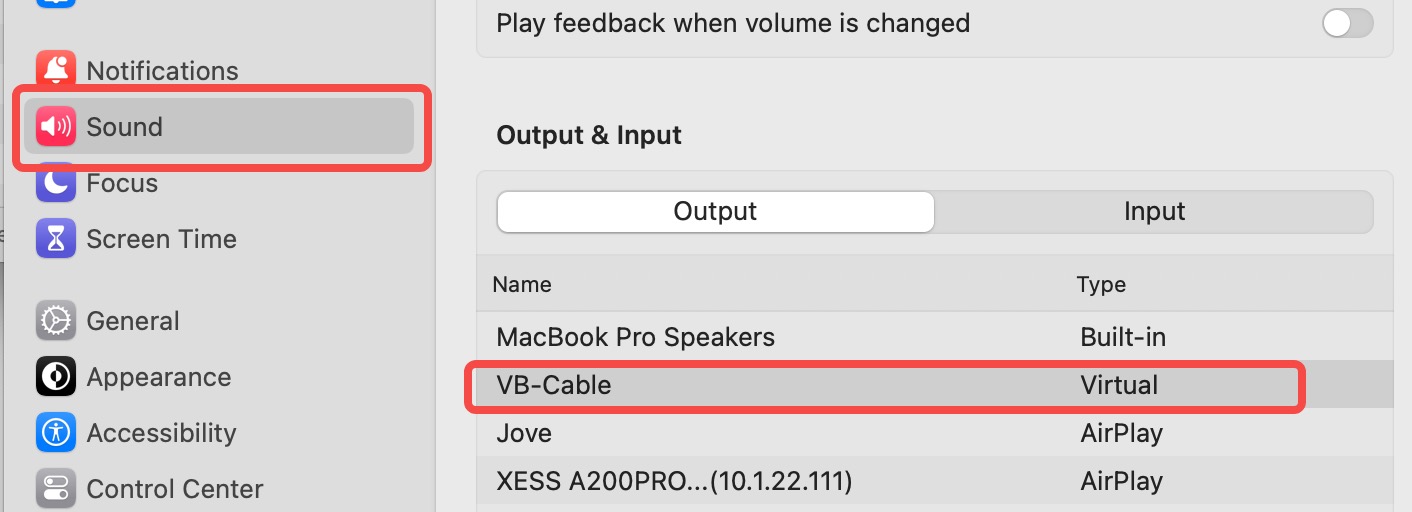 Notifications
Sound
Focus
Screen Time
General
Appearance
Accessibility
Control Center
Play feedback when volume is changed
Output & Input
Output Input
Name Type
MacBook Pro Speakers Built-in
VB-Cable Virtual
Jove AirPlay
XESS A200PRO...(10.1.22.111) AirPlay